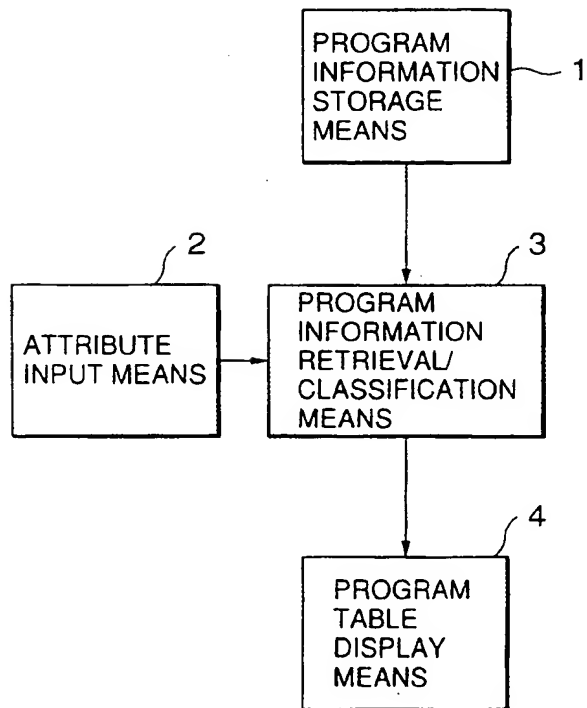 PROGRAM
INFORMATION
STORAGE
MEANS
1
2
ATTRIBUTE
INPUT MEANS
3
PROGRAM
INFORMATION
RETRIEVAL/
CLASSIFICATION
MEANS
4
PROGRAM
TABLE
DISPLAY
MEANS